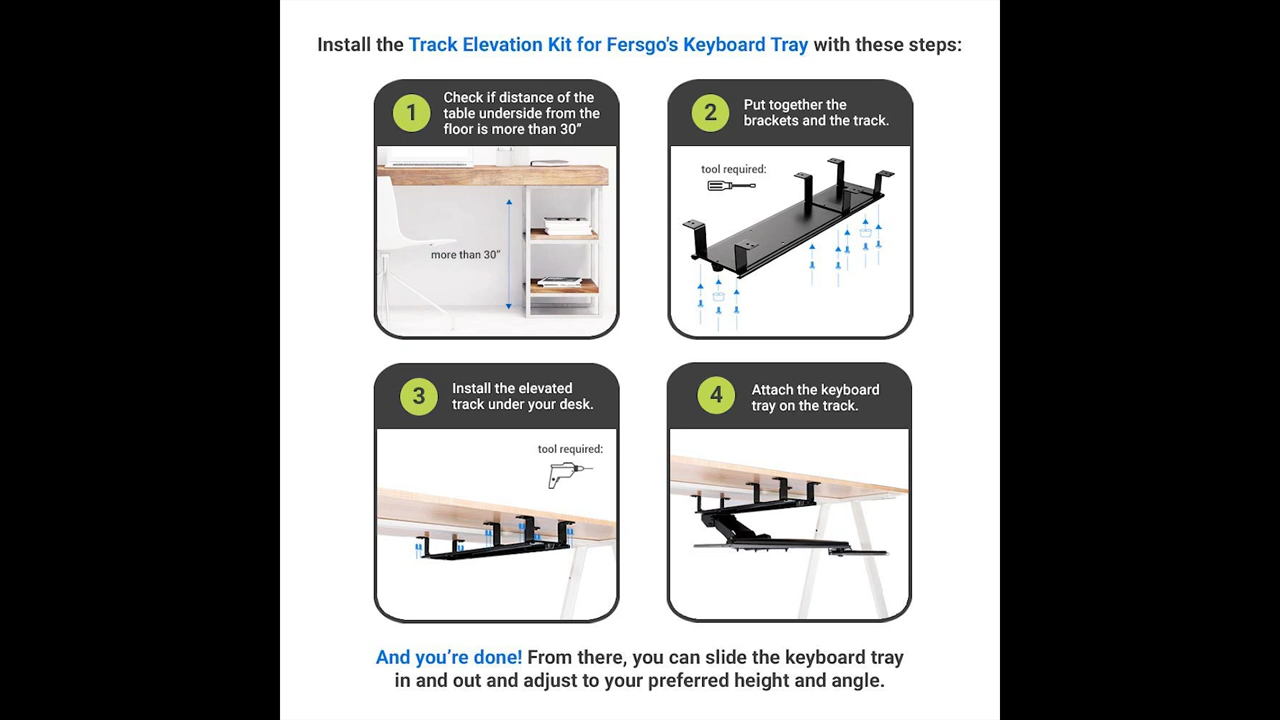 Install the Track Elevation Kit for Fersgo's Keyboard Tray with these steps:
1
Check if distance of the
table underside from the
floor is more than 30”
more than 30”
2
Put together the
brackets and the track.
tool required:
3
Install the elevated
track under your desk.
tool required:
4
Attach the keyboard
tray on the track.
And you’re done! From there, you can slide the keyboard tray
in and out and adjust to your preferred height and angle.